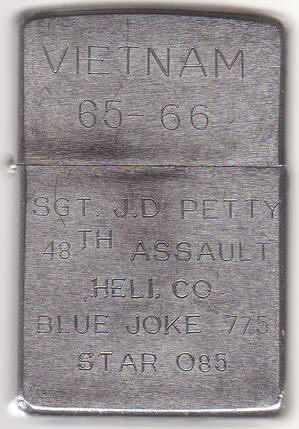 VIETNAM
65-66
SGT. J.D PETTY
48TH ASSAULT
HELI. CO
BLUE JOKE 775
STAR 085